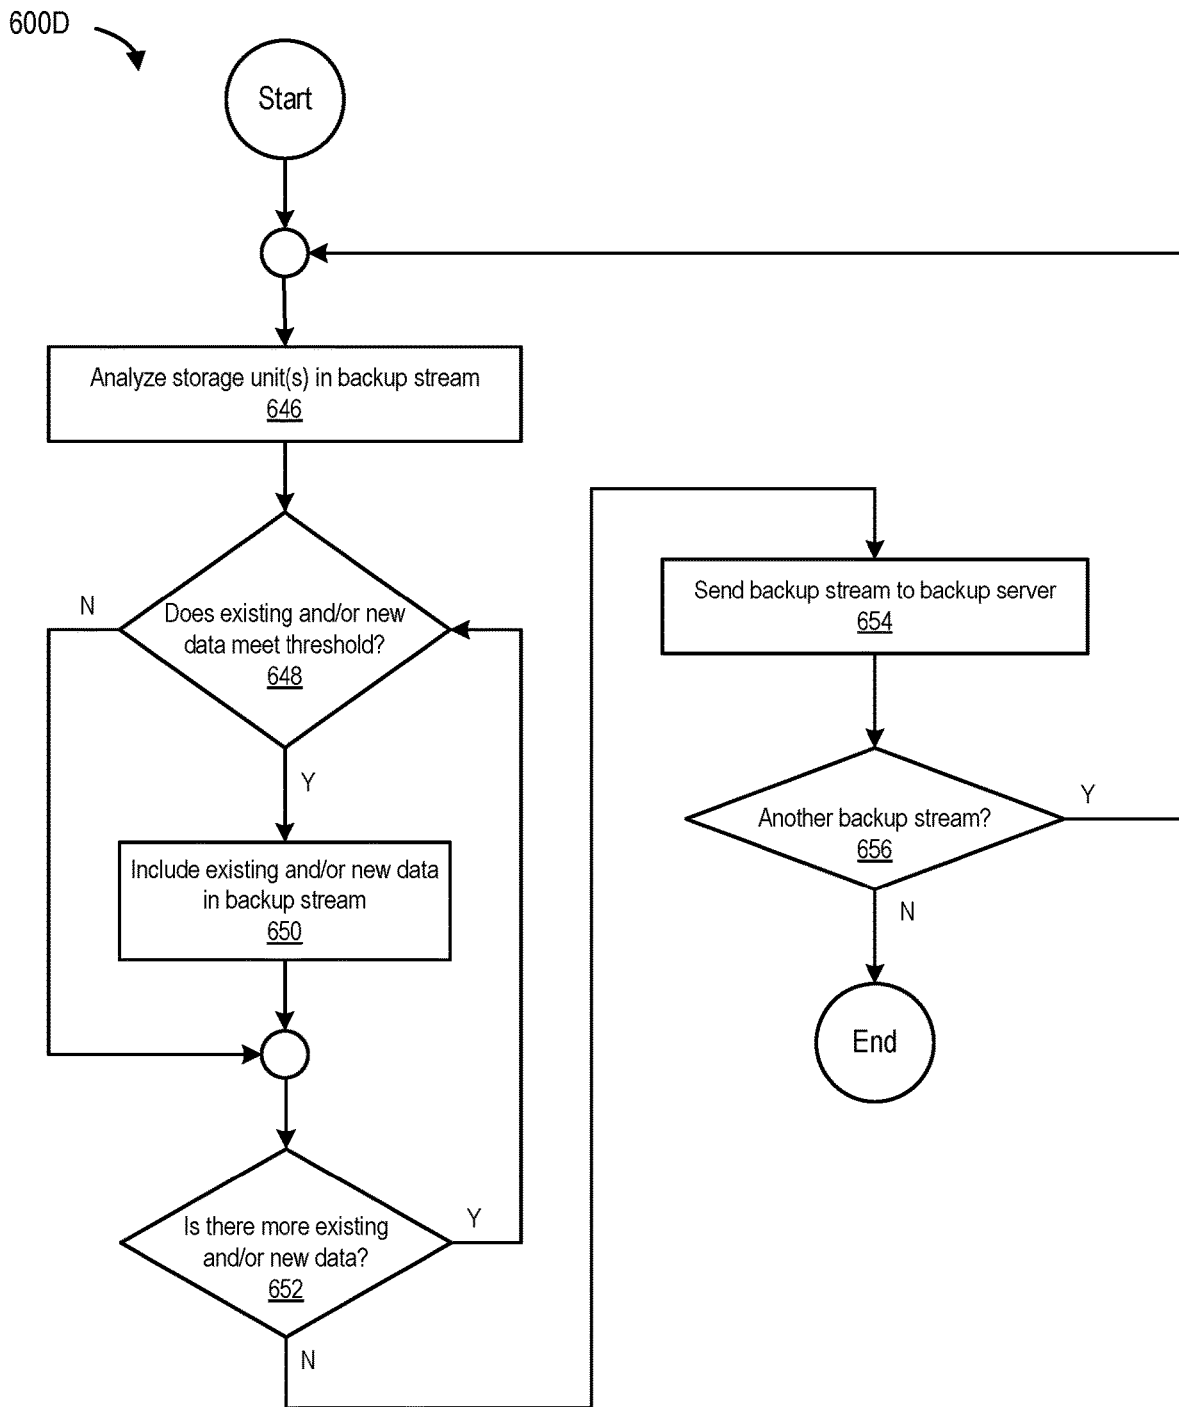 600D
Start
Analyze storage unit(s) in backup stream
646
N
Does existing and/or new
data meet threshold?
648
Y
Include existing and/or new data
in backup stream
650
Is there more existing
and/or new data?
652
Y
N
Send backup stream to backup server
654
Another backup stream?
656
Y
N
End